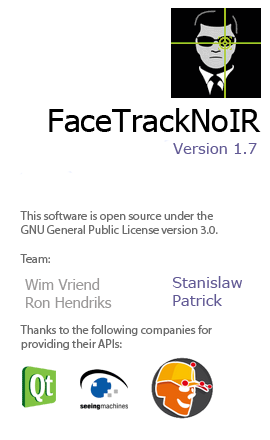 FaceTrackNoIR
Version 1.7
This software is open source under the
GNU General Public License version 3.0.
Team:
Wim Vriend
Ron Hendriks
Stanislaw
Patrick
Thanks to the following companies for
providing their APIs:
Qt
seeingmachines